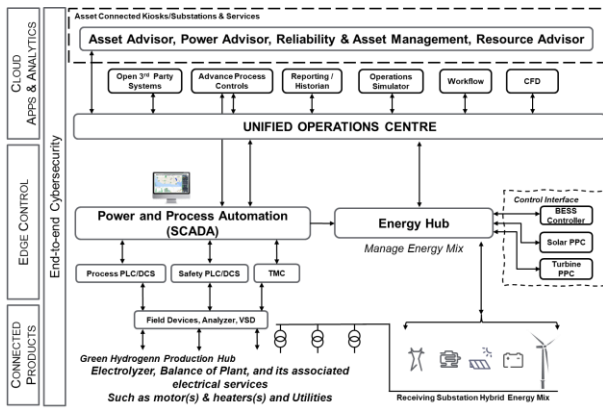 Asset Connected Kiosks/Substations & Services
Asset Advisor, Power Advisor, Reliability & Asset Management, Resource Advisor
CLOUD
APPS & ANALYTICS
End-to-end Cybersecurity
Open 3rd Party
Systems
Advance Process
Controls
Reporting /
Historian
Operations
Simulator
Workflow
CFD
UNIFIED OPERATIONS CENTRE
EDGE CONTROL
Power and Process Automation
(SCADA)
Energy Hub
Manage Energy Mix
Control Interface
BESS
Controller
Solar PPC
Turbine
PPC
Process PLC/DCS
Safety PLC/DCS
TMC
CONNECTED
PRODUCTS
Field Devices, Analyzer, VSD
Green Hydrogenn Production Hub
Electrolyzer, Balance of Plant, and its associated
electrical services
Such as motor(s) & heaters(s) and Utilities
Receiving Substation Hybrid Energy Mix